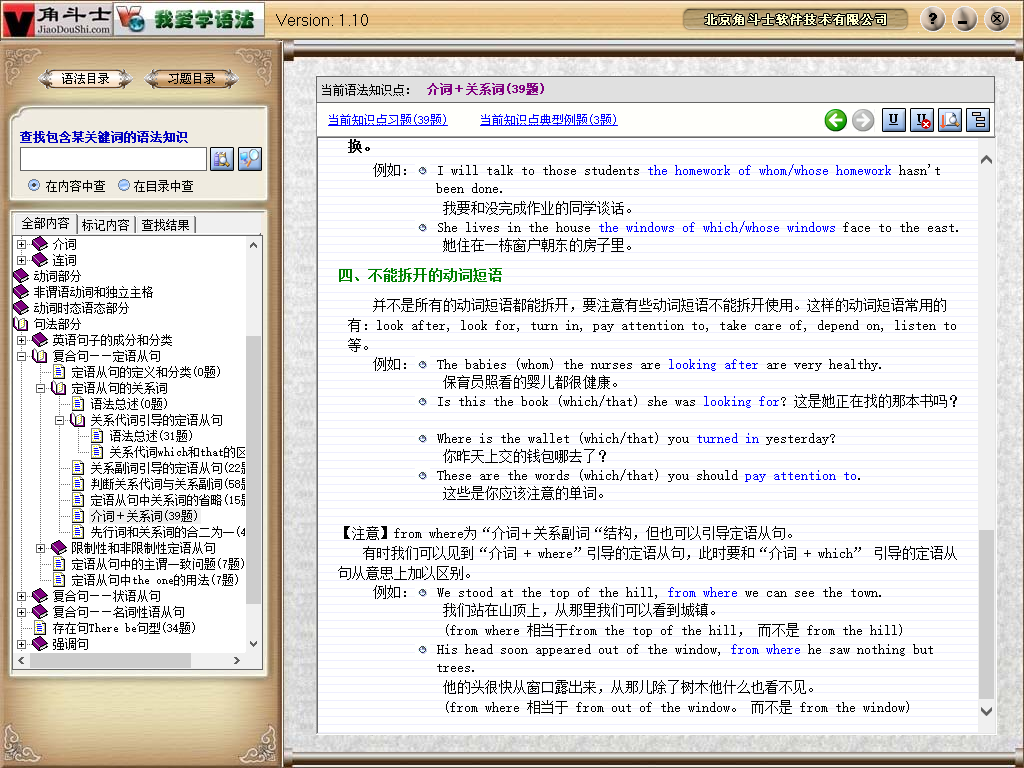 角斗士
JiaoDouShi.com
我爱学语法
Version: 1.10
北京角斗士软件技术有限公司
语法目录
习题目录
查找包含某关键词的语法知识
在内容中查
在目录中查
全部内容
标记内容
查找结果
介词
连词
动词部分
非谓语动词和独立主格
动词时态语态部分
句法部分
英语句子的成分和分类
复合句——定语从句
定语从句的定义和分类(0题)
定语从句的关系词
语法总述(0题)
关系代词引导的定语从句
语法总述(31题)
关系代词which和that的区
关系副词引导的定语从句(22题
判断关系代词与关系副词(58题
定语从句中关系词的省略(15题
介词＋关系词(39题)
先行词和关系词的合二为一(4
限制性和非限制性定语从句
定语从句中的主谓一致问题(7题)
定语从句中the one的用法(7题)
复合句——状语从句
复合句——名词性语从句
存在句There be句型(34题)
强调句
当前语法知识点：
介词＋关系词(39题)
当前知识点习题(39题)
当前知识点典型例题(3题)
换。
例如： I will talk to those students the homework of whom/whose homework hasn't
been done.
我要和没完成作业的同学谈话。
She lives in the house the windows of which/whose windows face to the east.
她住在一栋窗户朝东的房子里。
四、不能拆开的动词短语
并不是所有的动词短语都能拆开，要注意有些动词短语不能拆开使用。这样的动词短语常用的
有：look after, look for, turn in, pay attention to, take care of, depend on, listen to
等。
例如： The babies (whom) the nurses are looking after are very healthy.
保育员照看的婴儿都很健康。
Is this the book (which/that) she was looking for? 这是她正在找的那本书吗？
Where is the wallet (which/that) you turned in yesterday?
你昨天上交的钱包哪去了？
These are the words (which/that) you should pay attention to.
这些是你应该注意的单词。
【注意】from where为“介词＋关系副词“结构，但也可以引导定语从句。
有时我们可以见到“介词 + where”引导的定语从句，此时要和“介词 + which” 引导的定语从
句从意思上加以区别。
例如： We stood at the top of the hill, from where we can see the town.
我们站在山顶上，从那里我们可以看到城镇。
(from where 相当于from the top of the hill， 而不是 from the hill)
His head soon appeared out of the window, from where he saw nothing but
trees.
他的头很快从窗口露出来，从那儿除了树木他什么也看不见。
(from where 相当于 from out of the window。 而不是 from the window)